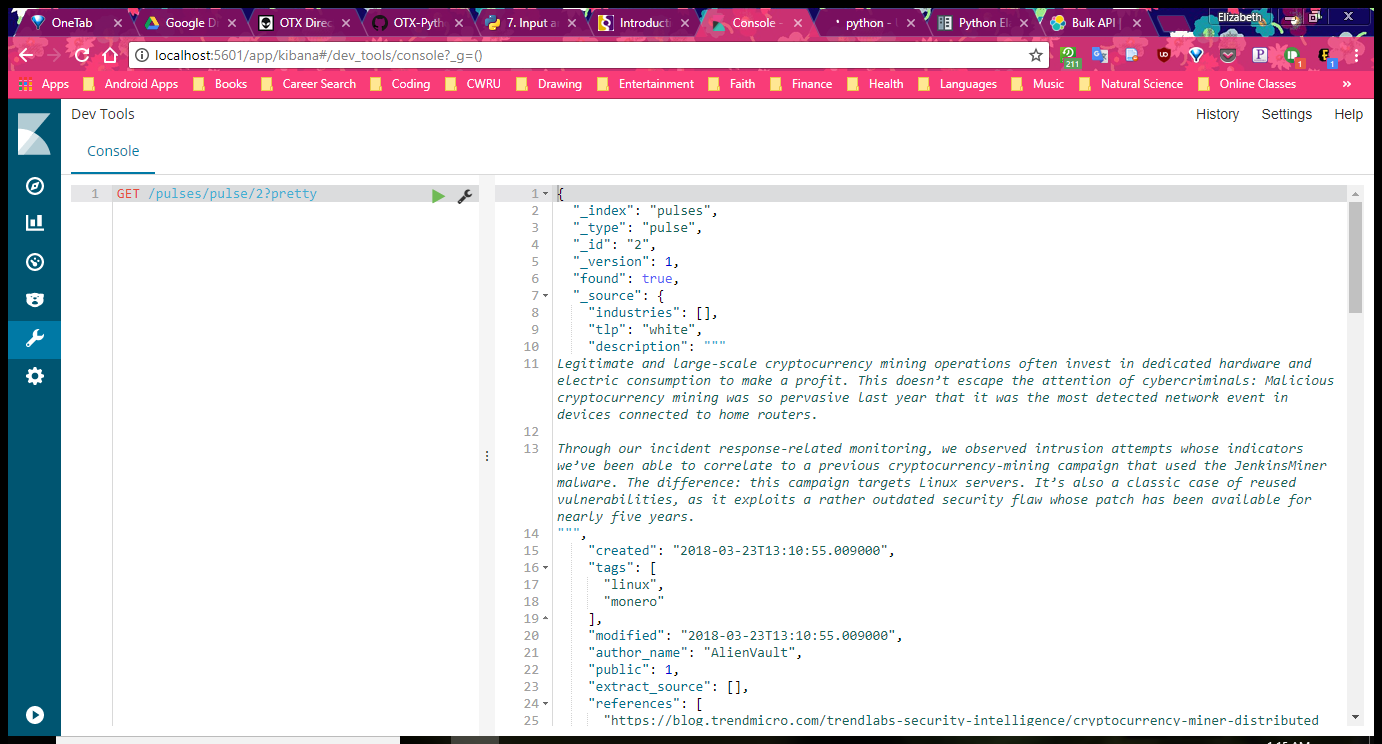 OneTab
Google D
OTX Direc
OTX-Pyth
7. Input a
Introduct
Console -
python -
Python El
Bulk API |
Elizabeth
localhost:5601/app/kibana#/dev_tools/console?_g=()
211
1
1
Apps
Android Apps
Books
Career Search
Coding
CWRU
Drawing
Entertainment
Faith
Finance
Health
Languages
Music
Natural Science
Online Classes
»
Dev Tools
History
Settings
Help
Console
1 GET /pulses/pulse/2?pretty
1 {
2 "_index": "pulses",
3 "_type": "pulse",
4 "_id": "2",
5 "_version": 1,
6 "found": true,
7 "_source": {
8 "industries": [],
9 "tlp": "white",
10 "description": """
11 Legitimate and large-scale cryptocurrency mining operations often invest in dedicated hardware and
electric consumption to make a profit. This doesn’t escape the attention of cybercriminals: Malicious
cryptocurrency mining was so pervasive last year that it was the most detected network event in
devices connected to home routers.
12
13 Through our incident response-related monitoring, we observed intrusion attempts whose indicators
we’ve been able to correlate to a previous cryptocurrency-mining campaign that used the JenkinsMiner
malware. The difference: this campaign targets Linux servers. It’s also a classic case of reused
vulnerabilities, as it exploits a rather outdated security flaw whose patch has been available for
nearly five years.
14 """,
15 "created": "2018-03-23T13:10:55.009000",
16 "tags": [
17 "linux",
18 "monero"
19 ],
20 "modified": "2018-03-23T13:10:55.009000",
21 "author_name": "AlienVault",
22 "public": 1,
23 "extract_source": [],
24 "references": [
25 "https://blog.trendmicro.com/trendlabs-security-intelligence/cryptocurrency-miner-distributed